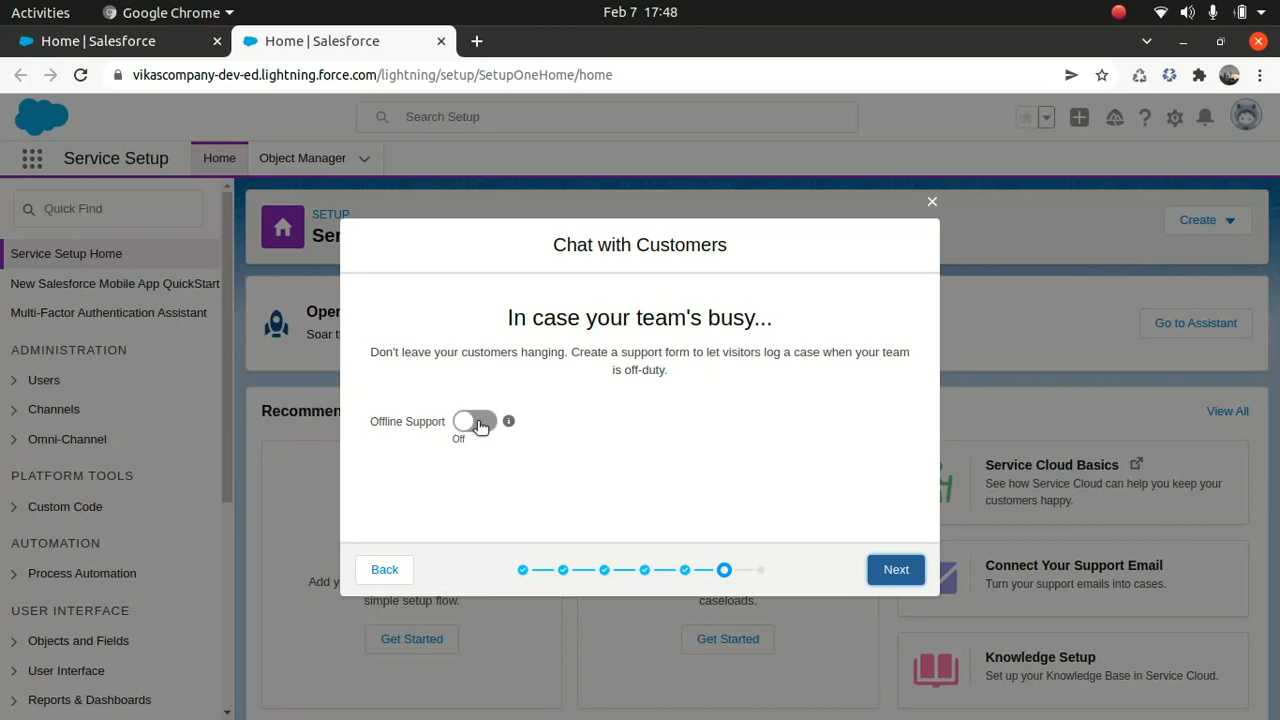 Activities
Google Chrome
Feb 7 17:48
Home | Salesforce
Home | Salesforce
vikascompany-dev-ed.lightning.force.com/lightning/setup/SetupOneHome/home
Search Setup
Service Setup
Home
Object Manager
Quick Find
Service Setup Home
New Salesforce Mobile App QuickStart
Multi-Factor Authentication Assistant
ADMINISTRATION
Users
Channels
Omni-Channel
PLATFORM TOOLS
Custom Code
AUTOMATION
Process Automation
USER INTERFACE
Objects and Fields
User Interface
Reports & Dashboards
SETUP
Ser
Create
Open
Soar t
Go to Assistant
Recommen
View All
Chat with Customers
In case your team's busy...
Don't leave your customers hanging. Create a support form to let visitors log a case when your team
is off-duty.
Offline Support
Off
Back
Next
Add y
simple setup flow.
Get Started
caseloads.
Get Started
Service Cloud Basics
See how Service Cloud can help you keep your
customers happy.
Connect Your Support Email
Turn your support emails into cases.
Knowledge Setup
Set up your Knowledge Base in Service Cloud.